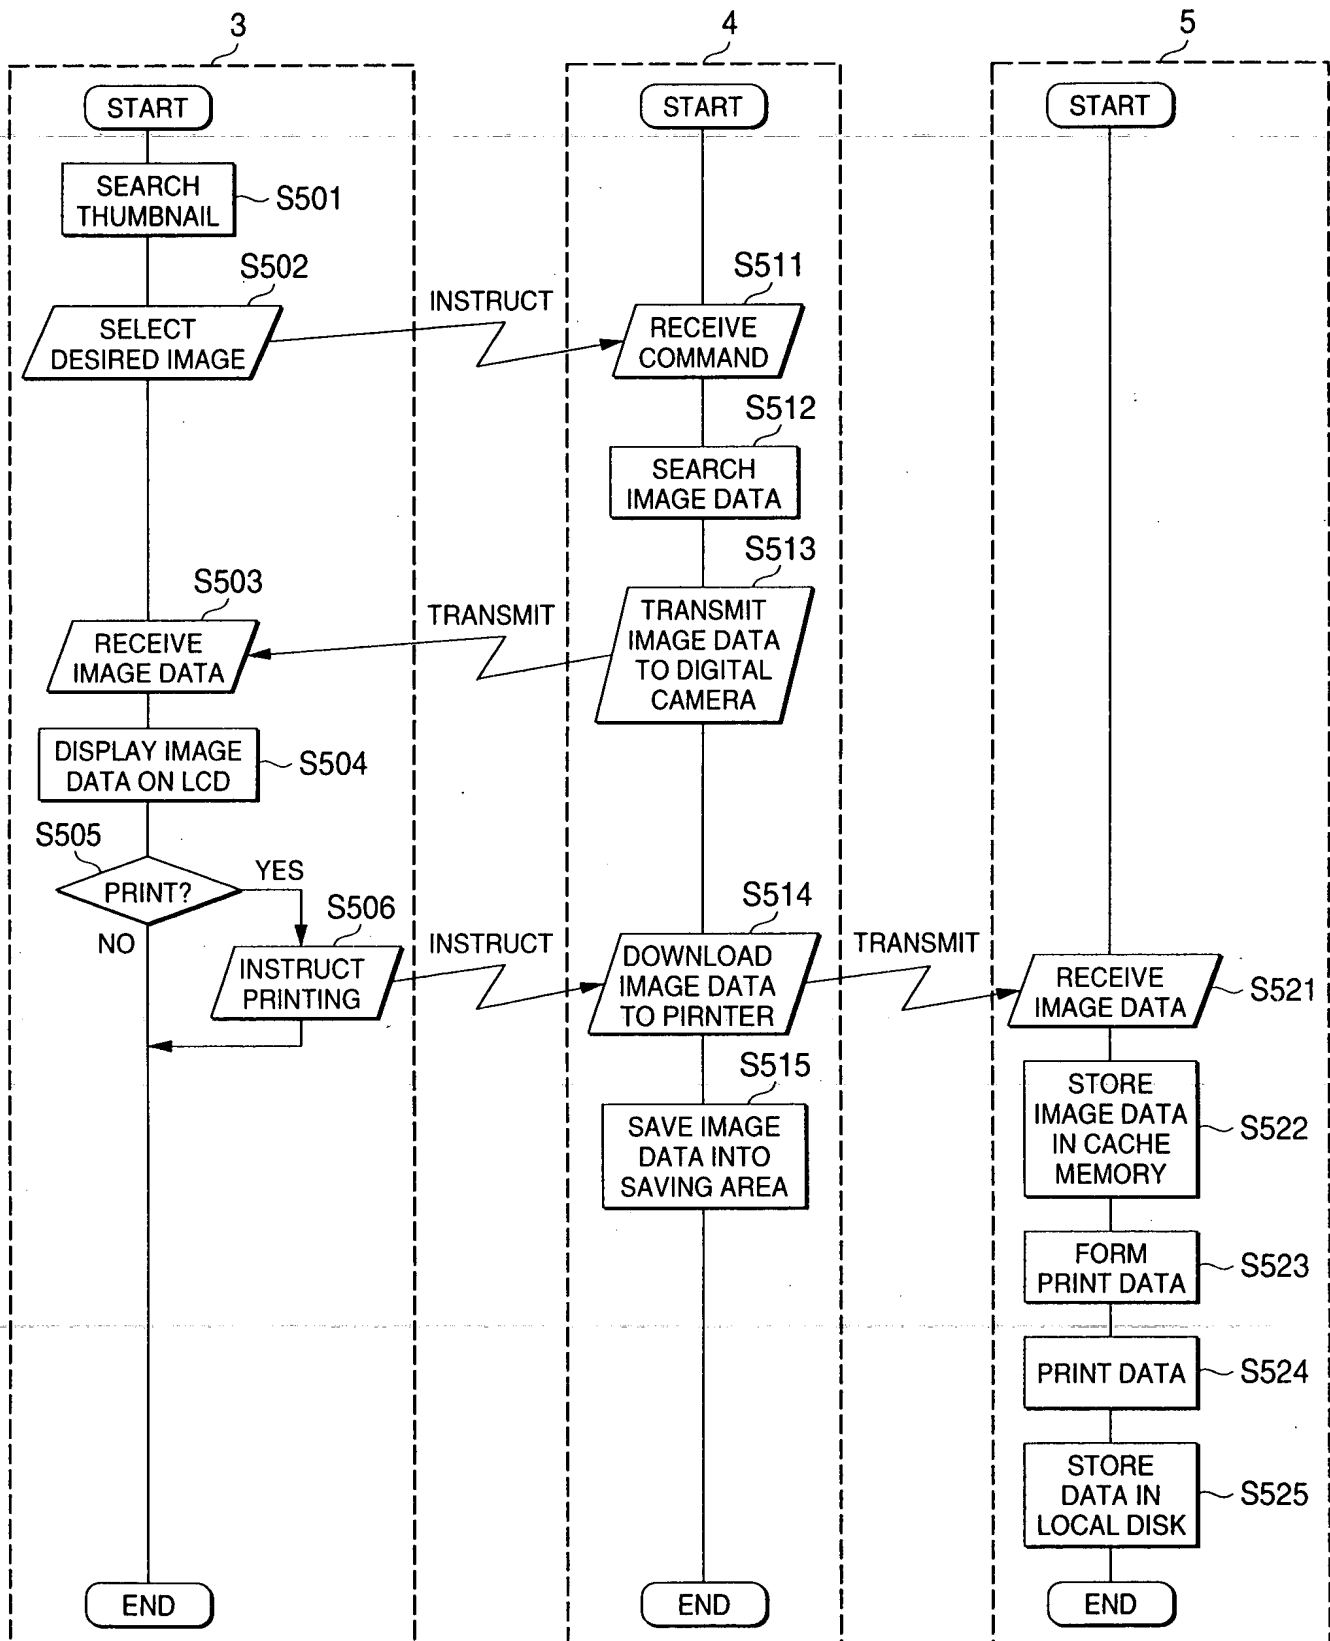 3
START
SEARCH
THUMBNAIL
S501
S502
SELECT
DESIRED IMAGE
INSTRUCT
S503
RECEIVE
IMAGE DATA
TRANSMIT
DISPLAY IMAGE
DATA ON LCD
S504
S505
PRINT?
YES
NO
S506
INSTRUCT
PRINTING
INSTRUCT
END
4
START
S511
RECEIVE
COMMAND
S512
SEARCH
IMAGE DATA
S513
TRANSMIT
IMAGE DATA
TO DIGITAL
CAMERA
S514
DOWNLOAD
IMAGE DATA
TO PIRNTER
TRANSMIT
S515
SAVE IMAGE
DATA INTO
SAVING AREA
END
5
START
RECEIVE
IMAGE DATA
S521
STORE
IMAGE DATA
IN CACHE
MEMORY
S522
FORM
PRINT DATA
S523
PRINT DATA
S524
STORE
DATA IN
LOCAL DISK
S525
END